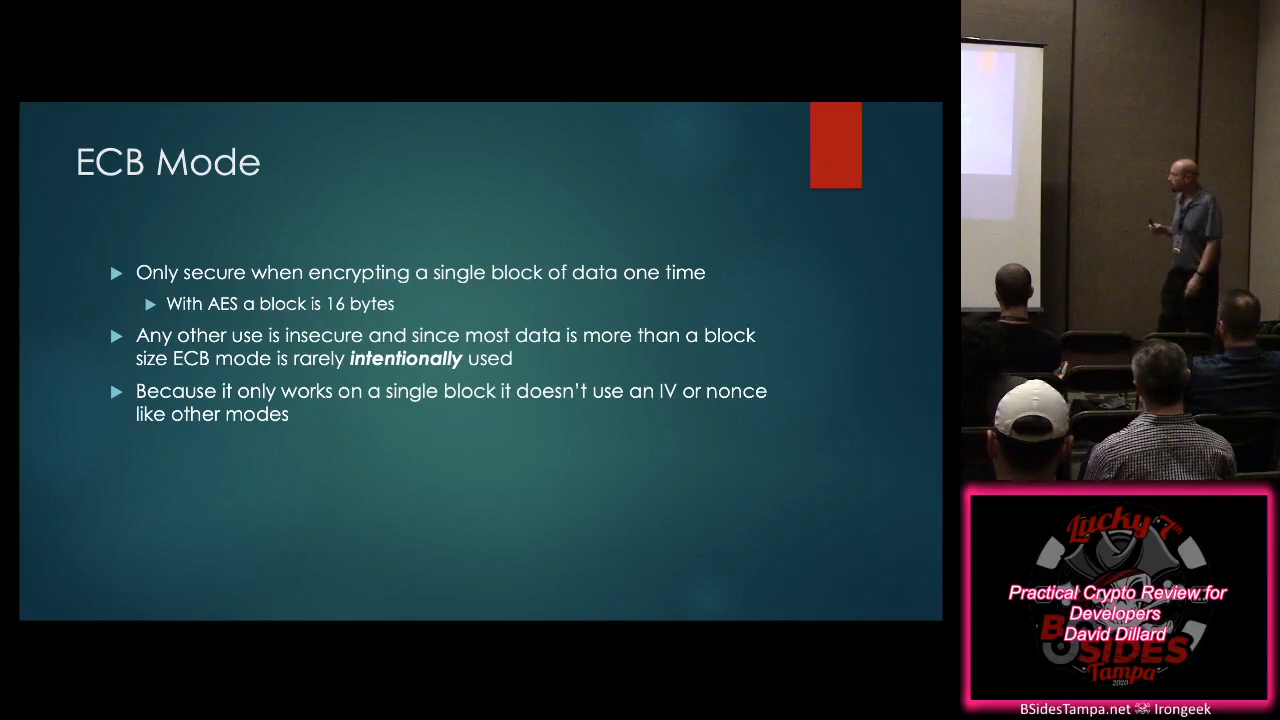 ECB Mode
Only secure when encrypting a single block of data one time
With AES a block is 16 bytes
Any other use is insecure and since most data is more than a block
size ECB mode is rarely intentionally used
Because it only works on a single block it doesn't use an IV or nonce
like other modes
Lucky 7th
Practical Crypto Review for
Developers
David Dillard
BSIDES
Tampa
2020
BSidesTampa.net Irongeek